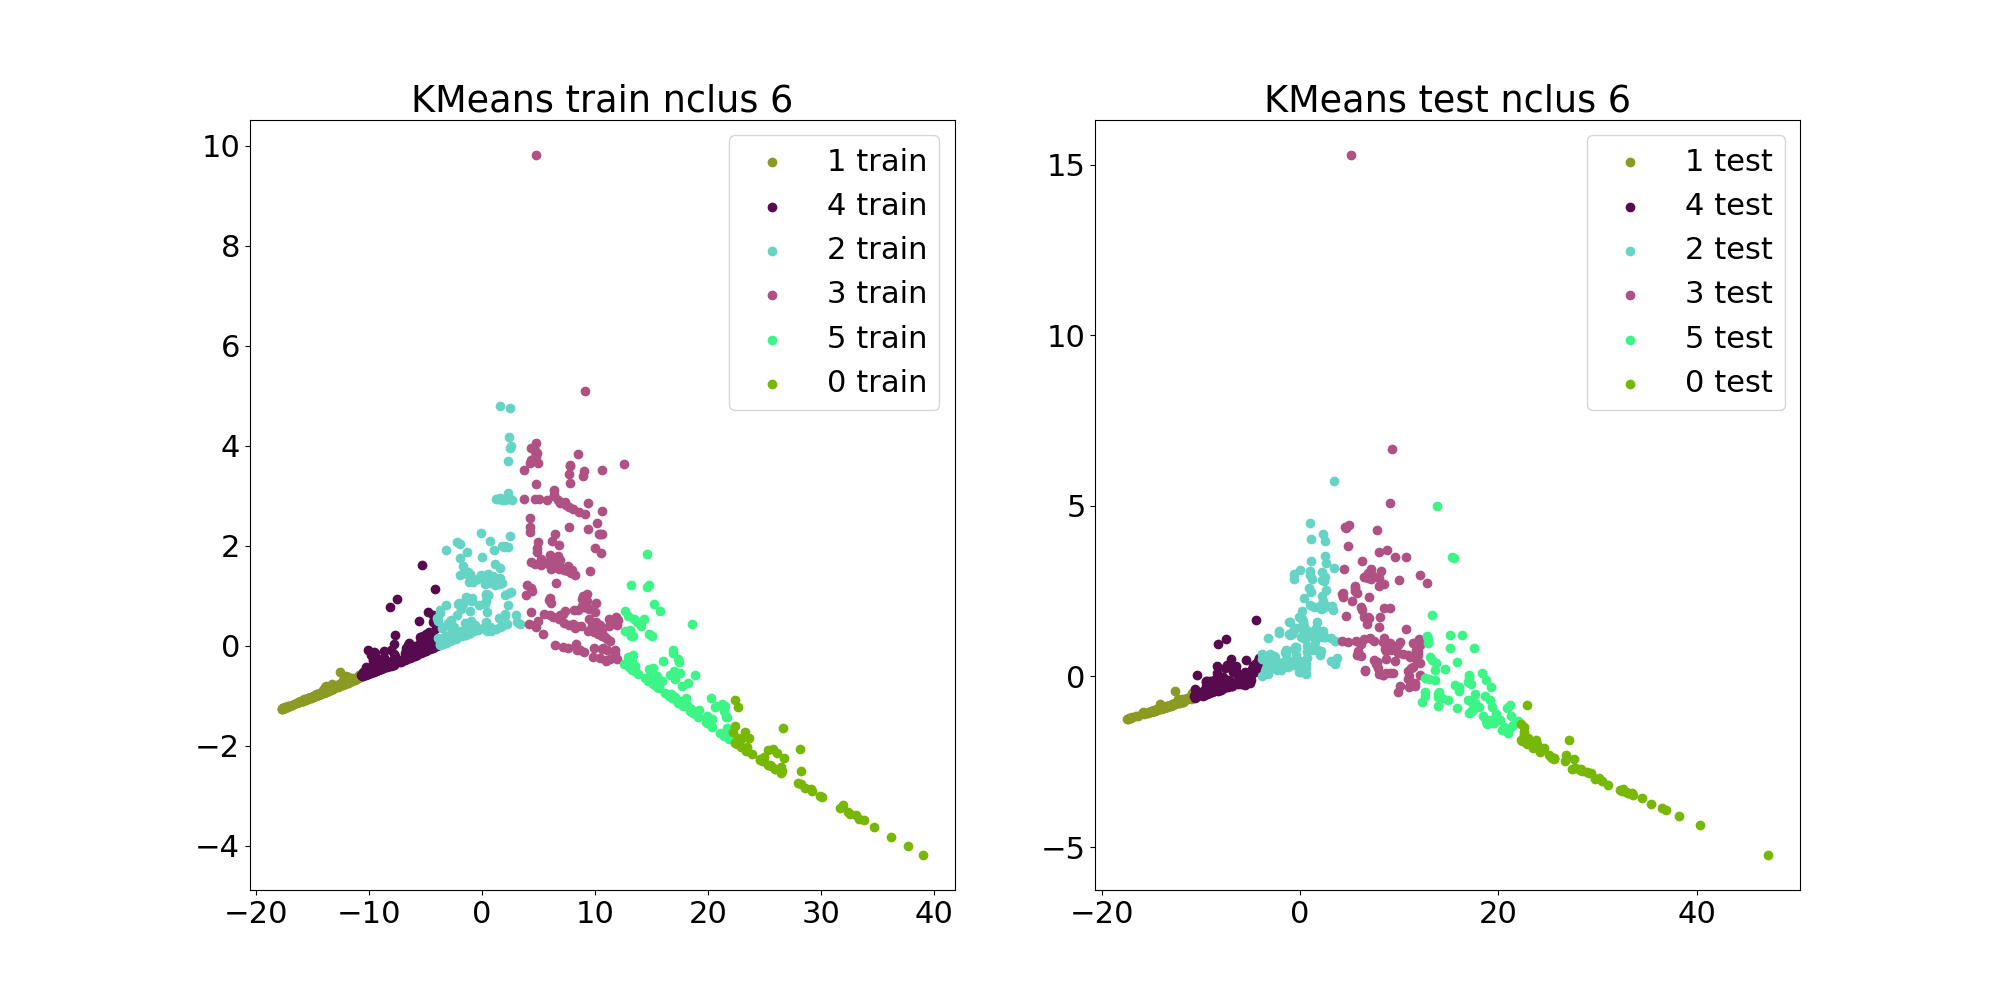 KMeans train nclus 6
10
8
6
4
2
0
−2
−4
−20
−10
0
10
20
30
40
1 train
4 train
2 train
3 train
5 train
0 train
KMeans test nclus 6
15
10
5
0
−5
−20
0
20
40
1 test
4 test
2 test
3 test
5 test
0 test